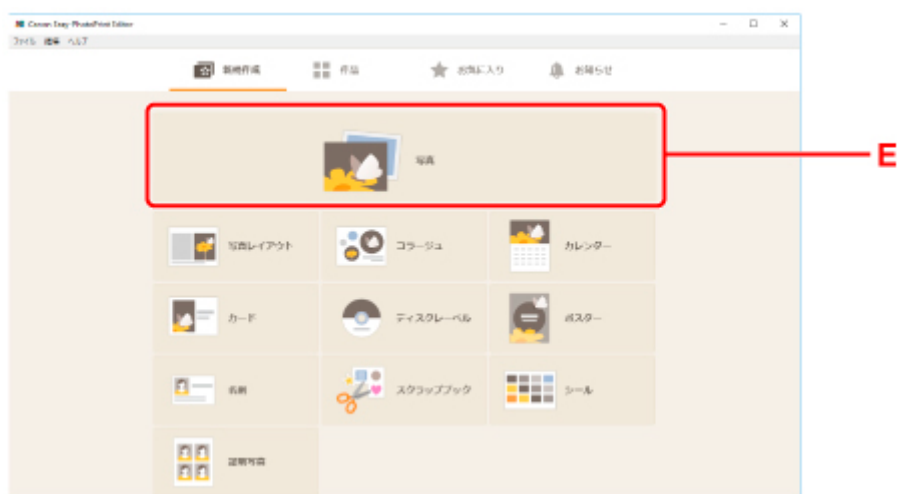 Canon Easy-PhotoPrint Editor
ファイル 編集 ヘルプ
新規作成 作品 お気に入り お知らせ
写真
E
写真レイアウト コラージュ カレンダー
カード ディスクレーベル ポスター
名刺 スクラップブック シール
証明写真